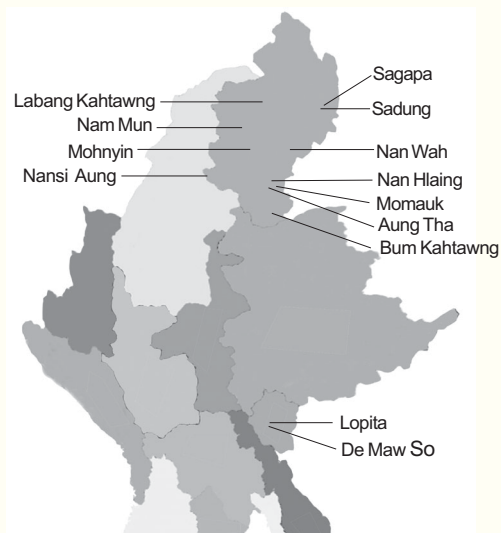 Labang Kahtawng
Nam Mun
Mohnyin
Nansi Aung
Sagapa
Sadung
Nan Wah
Nan Hlaing
Momauk
Aung Tha
Bum Kahtawng
Lopita
De Maw So